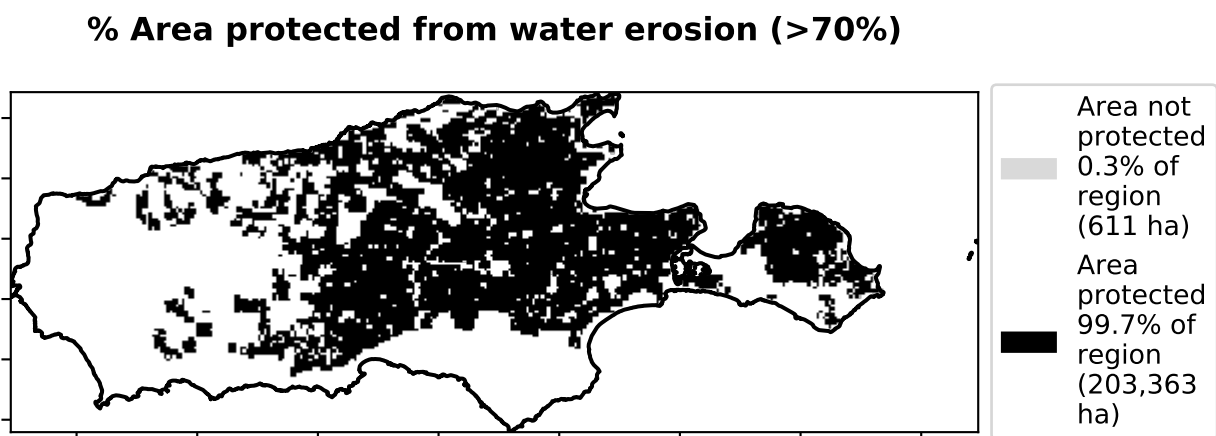 % Area protected from water erosion (>70%)
Area not
protected
0.3% of
region
(611 ha)
Area
protected
99.7% of
region
(203,363
ha)